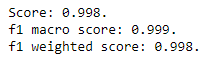 Score: 0.998.
f1 macro score: 0.999.
f1 weighted score: 0.998.